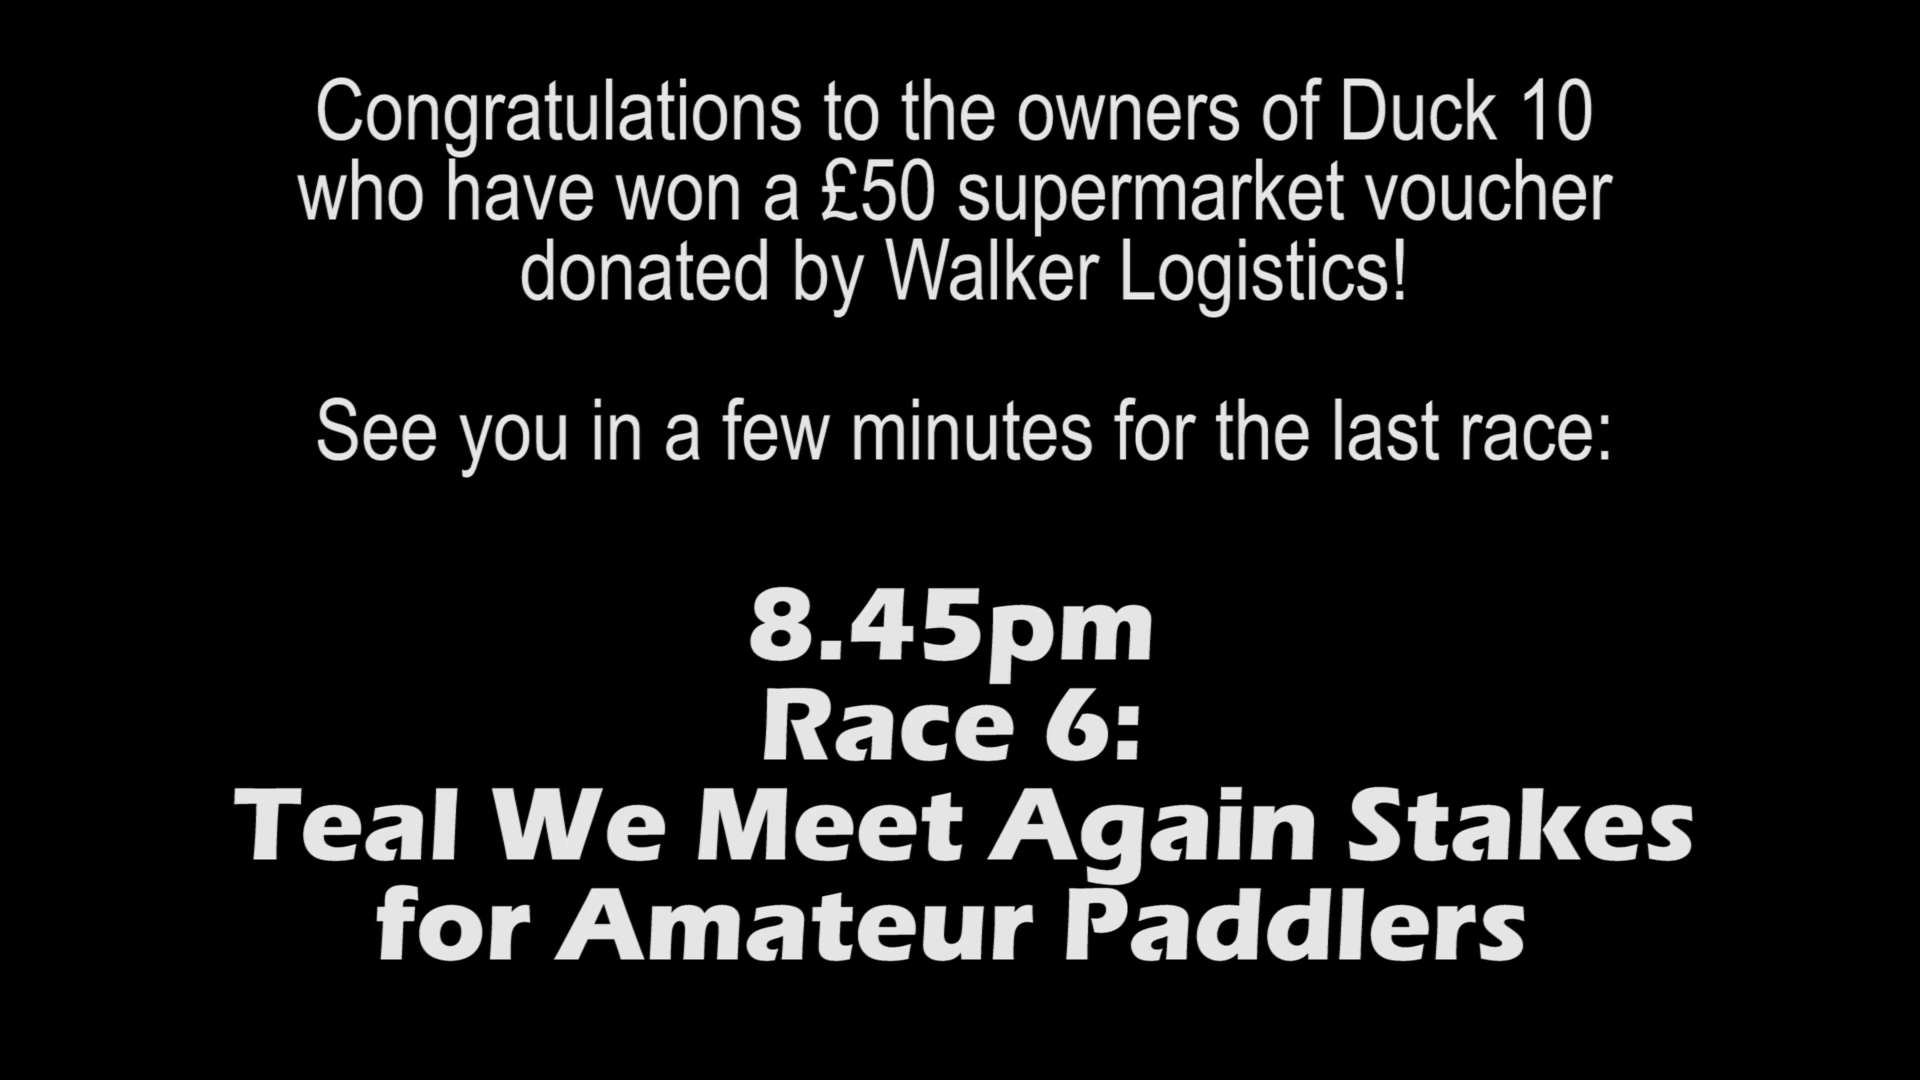 Congratulations to the owners of Duck 10
who have won a £50 supermarket voucher
donated by Walker Logistics!
See you in a few minutes for the last race:
8.45pm
Race 6:
Teal We Meet Again Stakes
for Amateur Paddlers